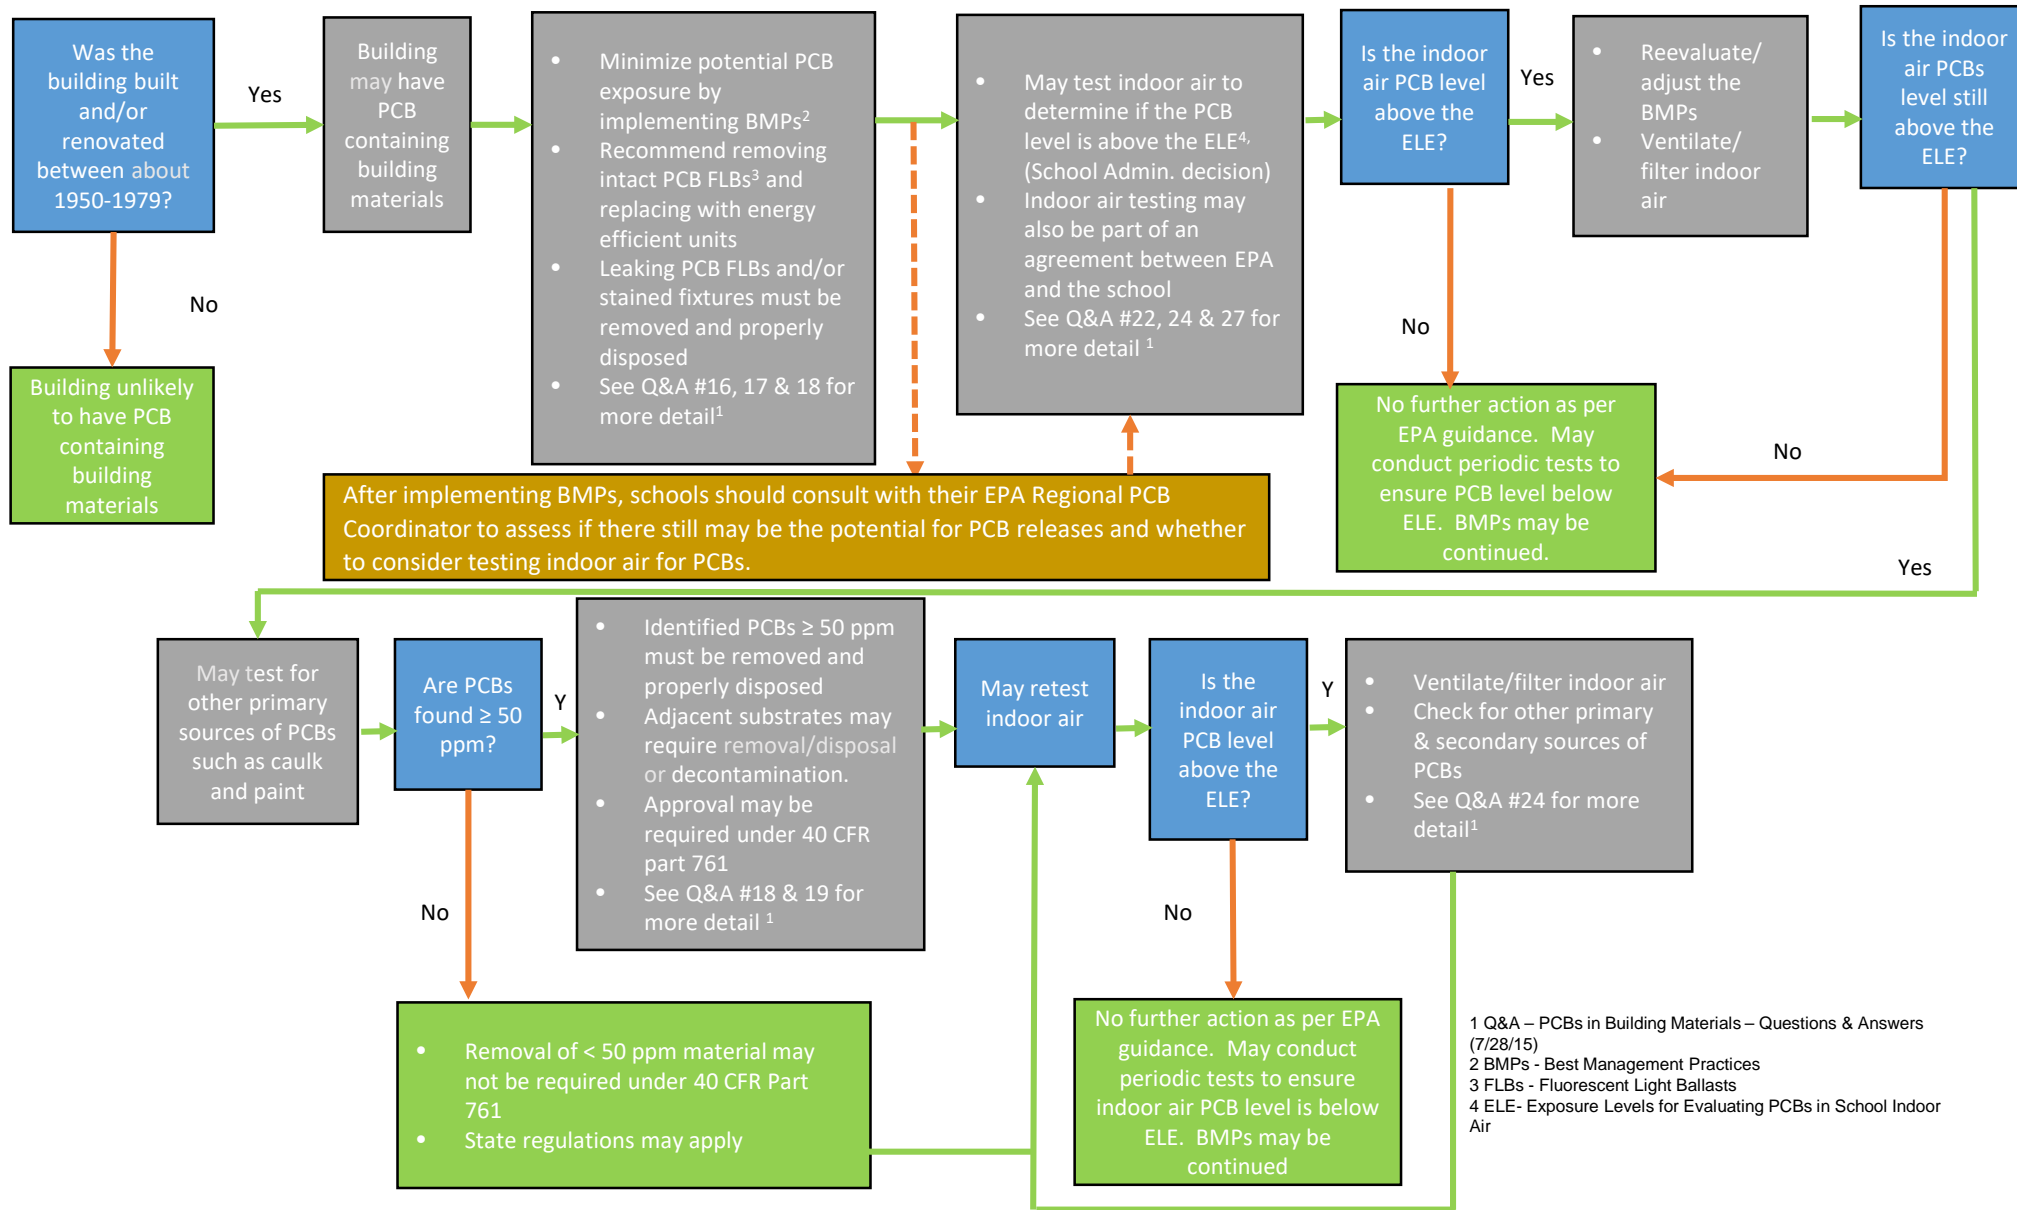 Was the
building built
and/or
renovated
between about
1950-1979?
Yes
No
Building unlikely
to have PCB
containing
building
materials
Building
may have
PCB
containing
building
materials
• Minimize potential PCB
exposure by
implementing BMPs2
• Recommend removing
intact PCB FLBs3 and
replacing with energy
efficient units
• Leaking PCB FLBs and/or
stained fixtures must be
removed and properly
disposed
• See Q&A #16, 17 & 18 for
more detail1
After implementing BMPs, schools should consult with their EPA Regional PCB
Coordinator to assess if there still may be the potential for PCB releases and whether
to consider testing indoor air for PCBs.
• May test indoor air to
determine if the PCB
level is above the ELE4,
(School Admin. decision)
• Indoor air testing may
also be part of an
agreement between EPA
and the school
• See Q&A #22, 24 & 27 for
more detail 1
Is the indoor
air PCB level
above the
ELE?
Yes
No
• Reevaluate/
adjust the
BMPs
• Ventilate/
filter indoor
air
Is the indoor
air PCBs
level still
above the
ELE?
No
Yes
No further action as per
EPA guidance.  May
conduct periodic tests to
ensure PCB level below
ELE.  BMPs may be
continued.
May test for
other primary
sources of PCBs
such as caulk
and paint
Are PCBs
found ≥ 50
ppm?
Y
No
• Identified PCBs ≥ 50 ppm
must be removed and
properly disposed
• Adjacent substrates may
require removal/disposal
or decontamination.
• Approval may be
required under 40 CFR
part 761
• See Q&A #18 & 19 for
more detail 1
• Removal of < 50 ppm material may
not be required under 40 CFR Part
761
• State regulations may apply
May retest
indoor air
Is the
indoor air
PCB level
above the
ELE?
Y
No
• Ventilate/filter indoor air
• Check for other primary
& secondary sources of
PCBs
• See Q&A #24 for more
detail1
No further action as per EPA
guidance.  May conduct
periodic tests to ensure
indoor air PCB level is below
ELE.  BMPs may be
continued
1 Q&A – PCBs in Building Materials – Questions & Answers
(7/28/15)
2 BMPs - Best Management Practices
3 FLBs - Fluorescent Light Ballasts
4 ELE- Exposure Levels for Evaluating PCBs in School Indoor
Air